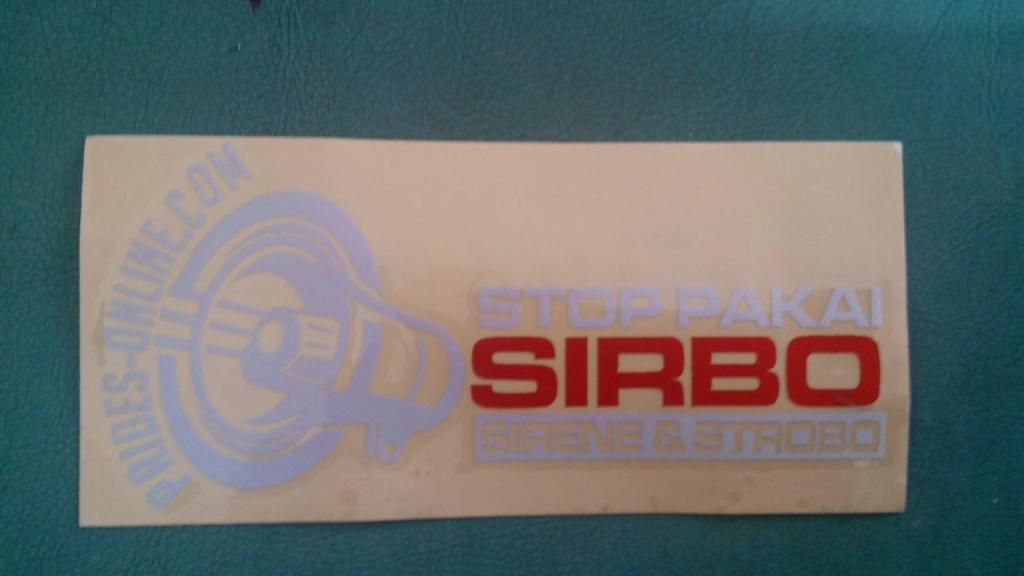 PRIDES-ONLINE.COM
STOP PAKAI
SIRBO
SIRENE & STROBO